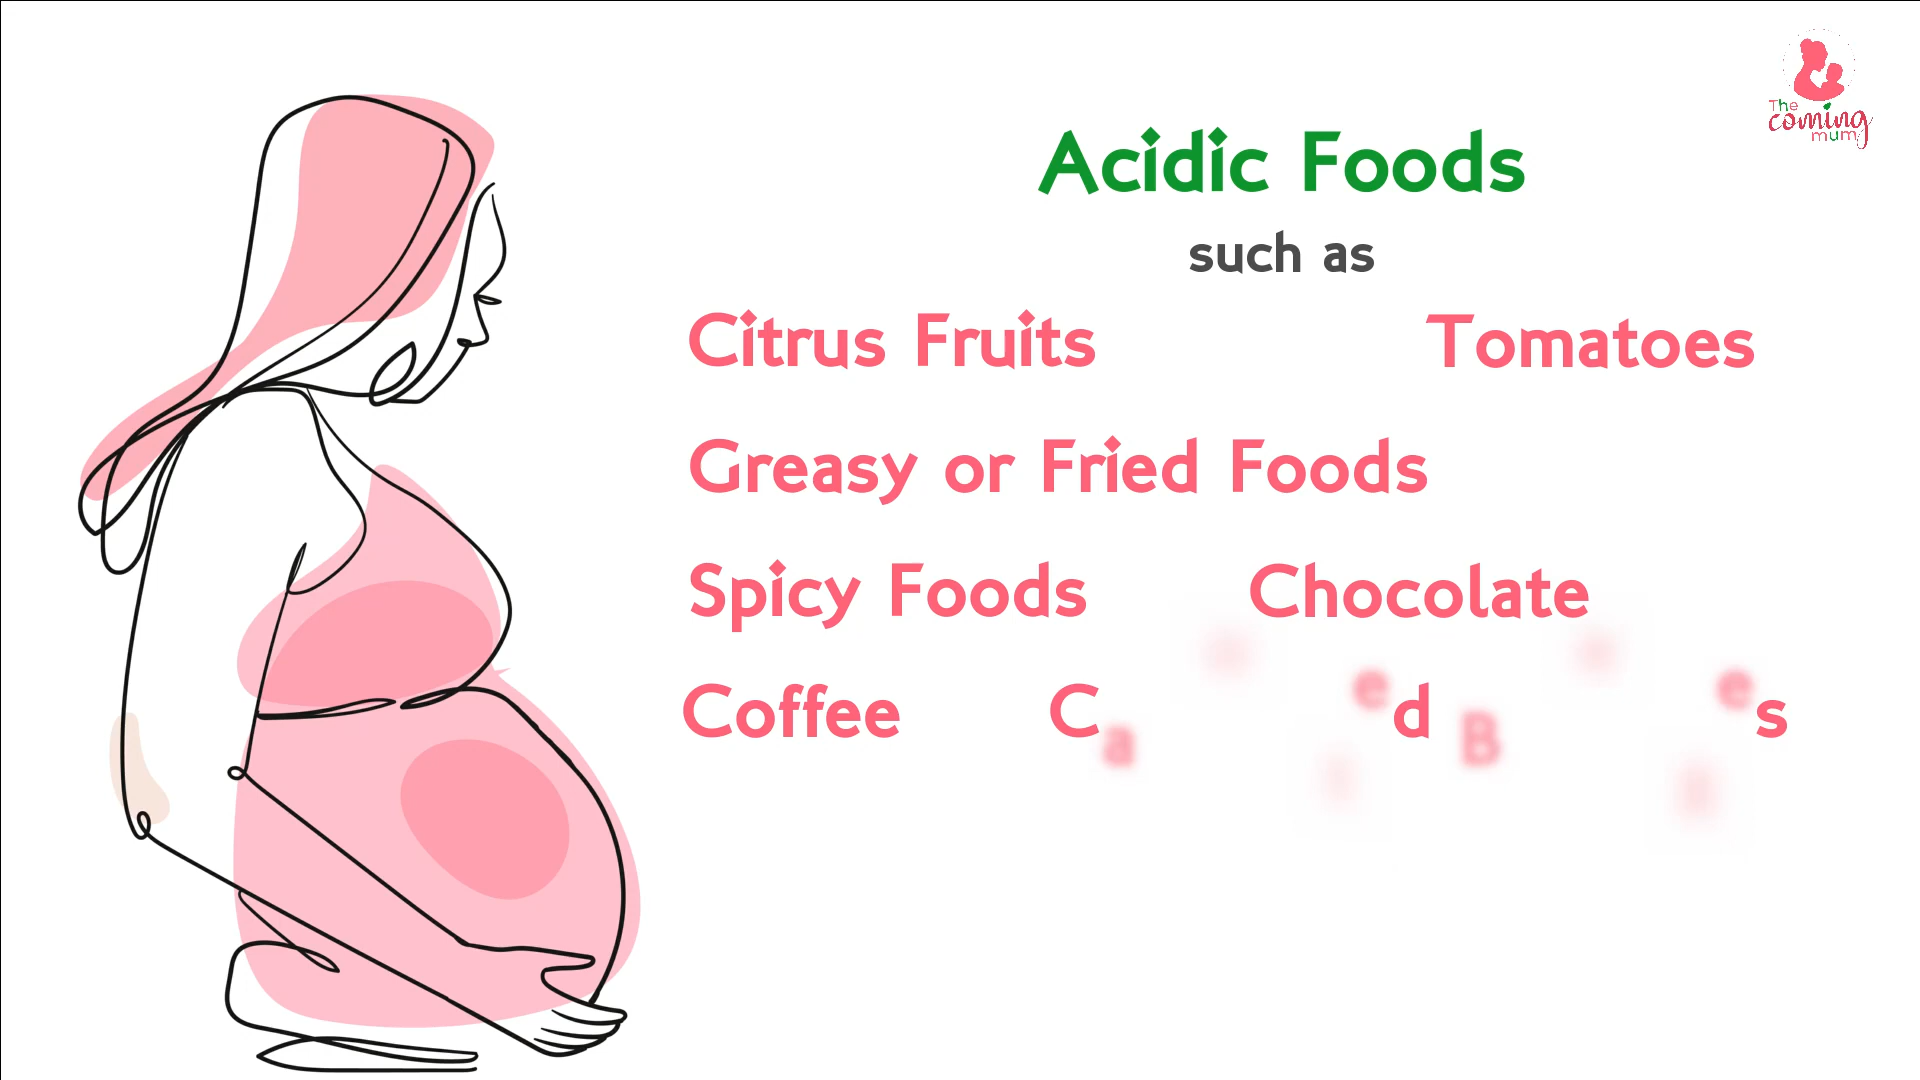 The
coming
mum
Acidic Foods
such as
Citrus Fruits Tomatoes
Greasy or Fried Foods
Spicy Foods Chocolate
Coffee